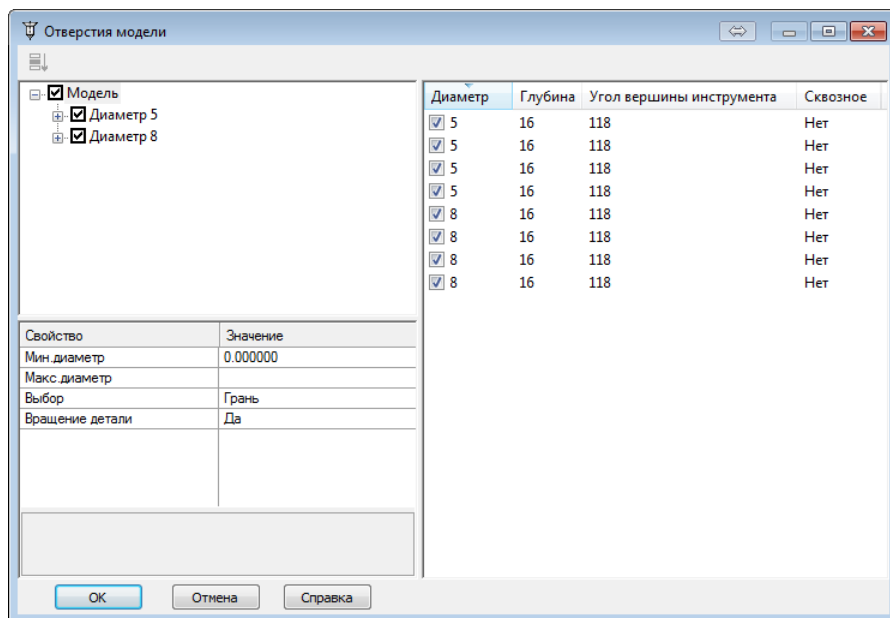 Отверстия модели
Модель
Диаметр 5
Диаметр 8
Свойство Значение
Мин.диаметр 0.000000
Макс.диаметр
Выбор Грань
Вращение детали Да
Диаметр Глубина Угол вершины инструмента Сквозное
5 16 118 Нет
5 16 118 Нет
5 16 118 Нет
5 16 118 Нет
8 16 118 Нет
8 16 118 Нет
8 16 118 Нет
8 16 118 Нет
OK Отмена Справка